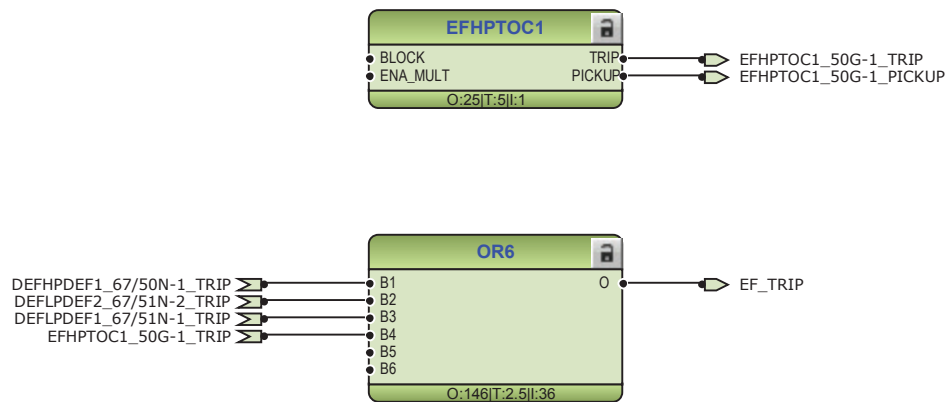 EFHPTOC1
BLOCK TRIP EFHPTOC1_50G-1_TRIP
ENA_MULT PICKUP EFHPTOC1_50G-1_PICKUP
O:25|T:5|I:1
OR6
DEFHPDEF1_67/50N-1_TRIP B1 O EF_TRIP
DEFLPDEF2_67/51N-2_TRIP B2
DEFLPDEF1_67/51N-1_TRIP B3
EFHPTOC1_50G-1_TRIP B4
B5
B6
O:146|T:2.5|I:36